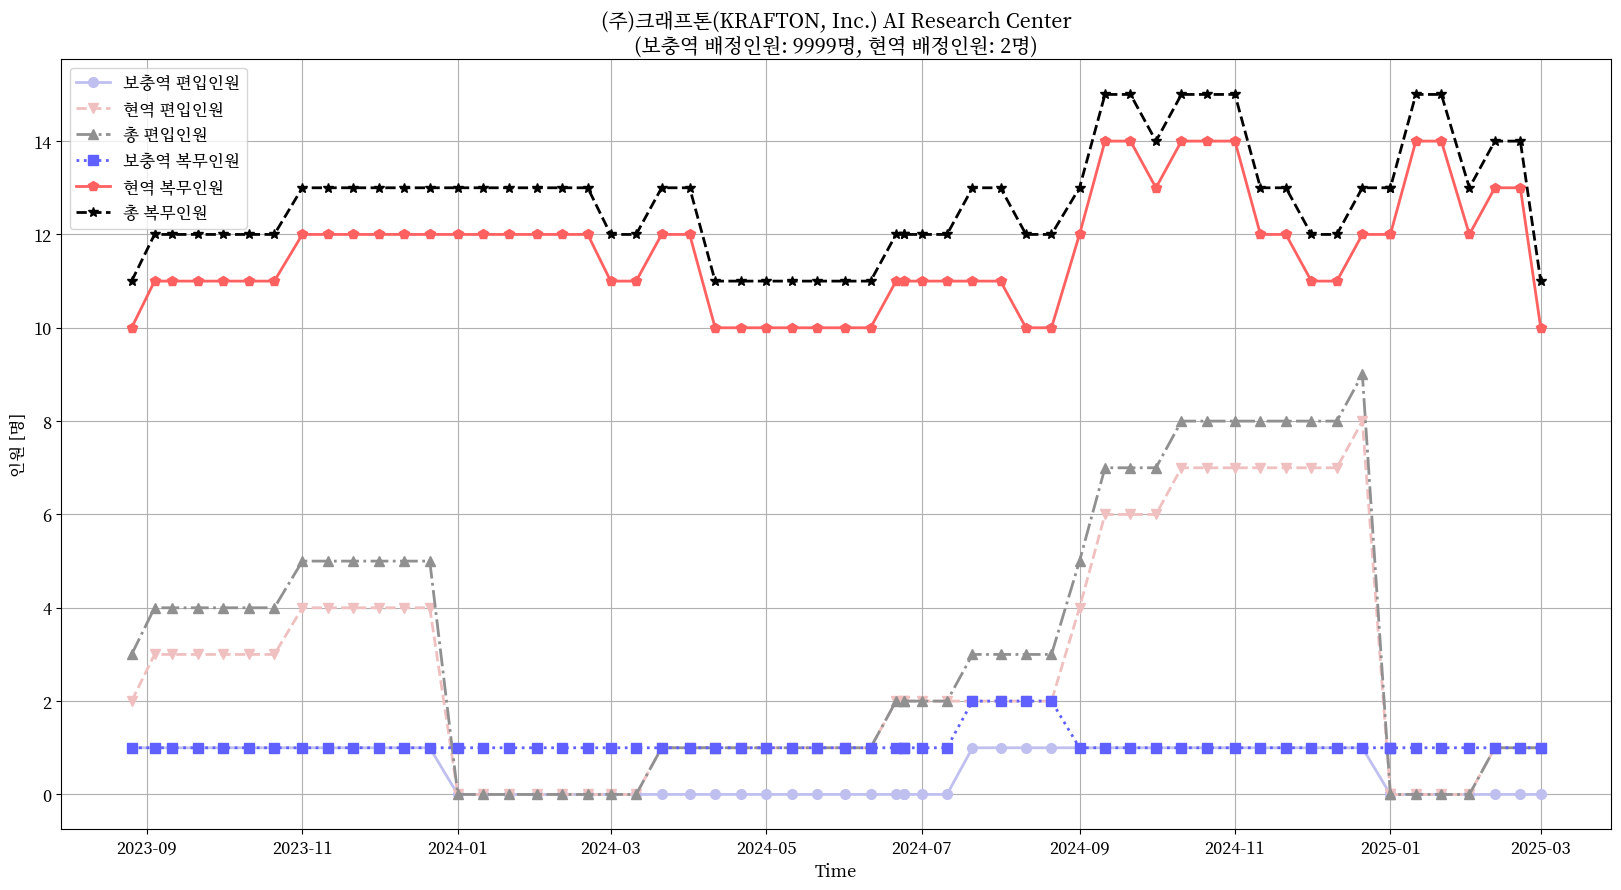 (주)크래프톤(KRAFTON, Inc.) AI Research Center
(보충역 배정인원: 9999명, 현역 배정인원: 2명)
보충역 편입인원
현역 편입인원
총 편입인원
보충역 복무인원
현역 복무인원
총 복무인원
인원 [명]
14
12
10
8
6
4
2
0
2023-09
2023-11
2024-01
2024-03
2024-05
2024-07
2024-09
2024-11
2025-01
2025-03
Time